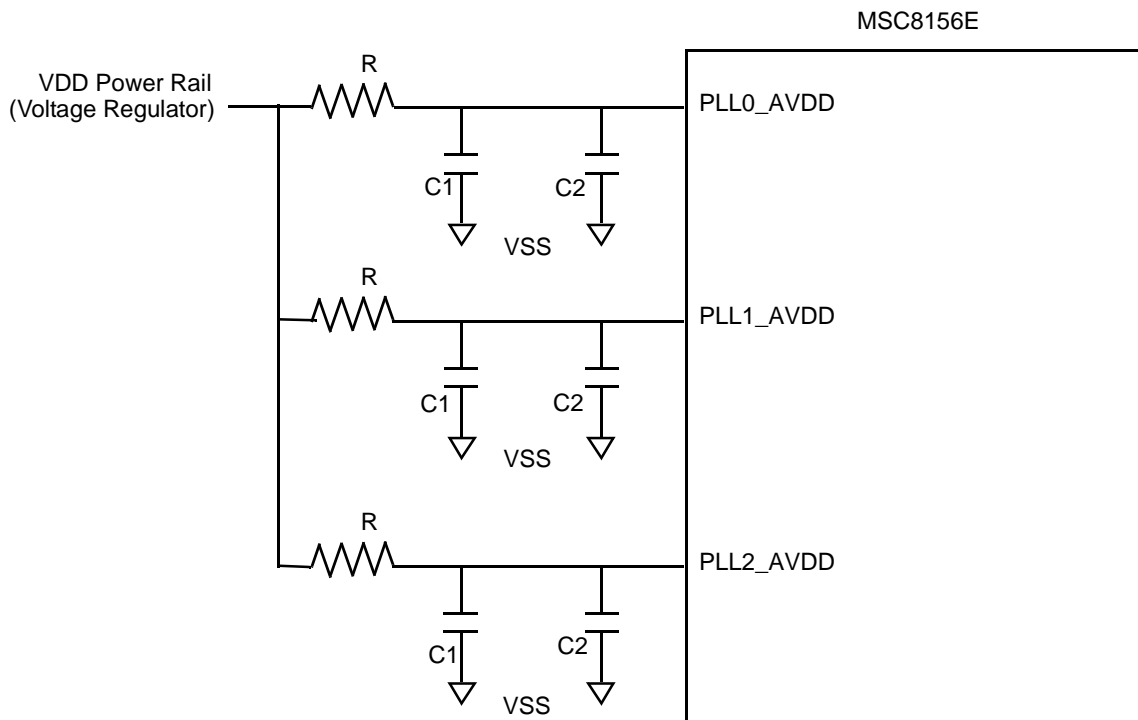 MSC8156E
R
VDD Power Rail
(Voltage Regulator)
PLL0_AVDD
C1
C2
VSS
R
PLL1_AVDD
C1
C2
VSS
R
PLL2_AVDD
C1
C2
VSS